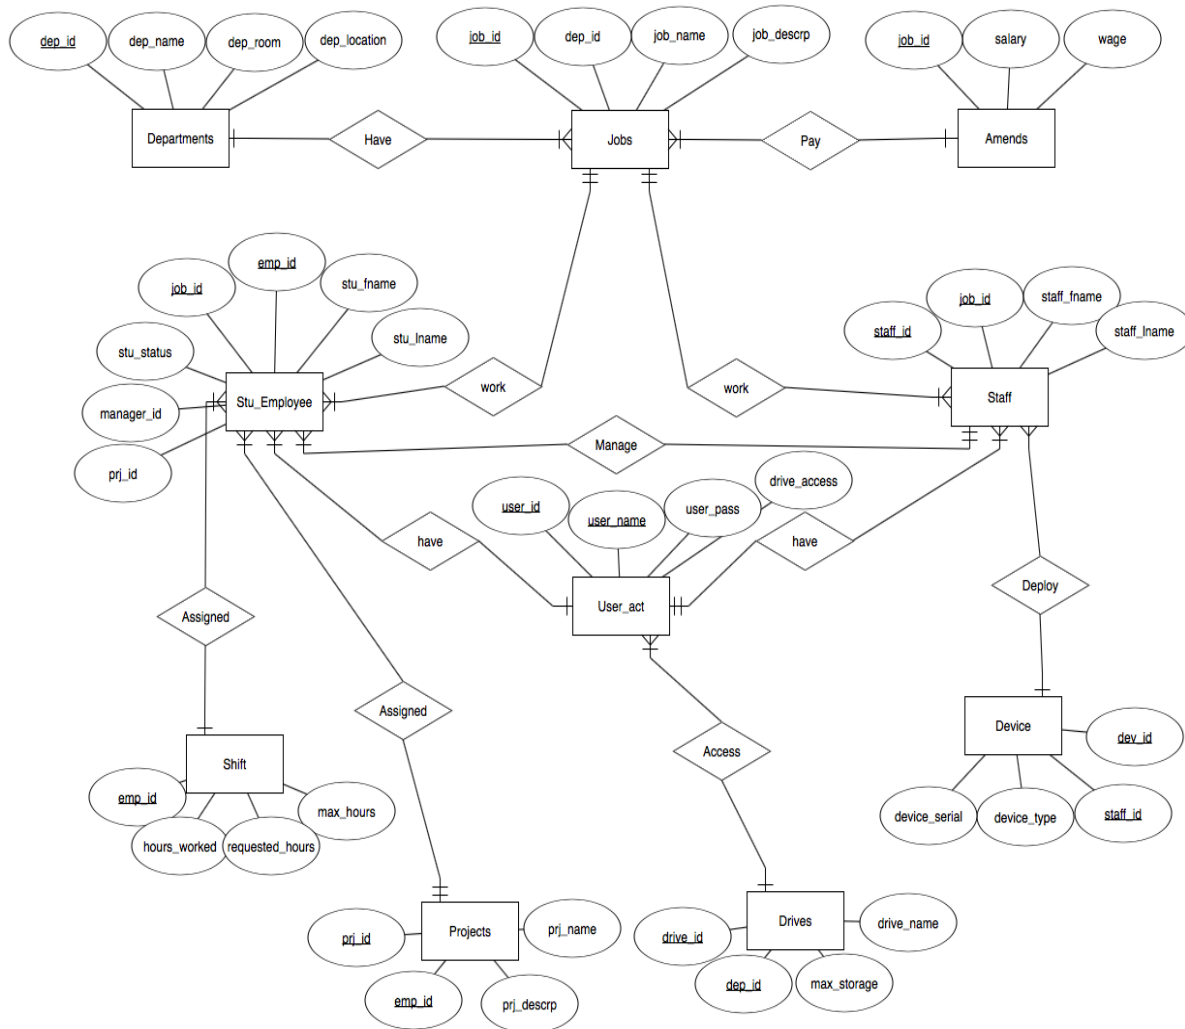 dep_id
dep_name
dep_room
dep_location
job_id
dep_id
job_name
job_descrp
job_id
salary
wage
Departments
Have
Jobs
Pay
Amends
emp_id
job_id
stu_fname
stu_lname
stu_status
manager_id
prj_id
Stu_Employee
work
work
job_id
staff_fname
staff_id
staff_lname
Staff
Manage
drive_access
user_id
user_name
user_pass
have
have
User_act
Deploy
Assigned
Assigned
Access
Shift
emp_id
hours_worked
requested_hours
max_hours
Device
dev_id
device_serial
device_type
staff_id
prj_id
Projects
prj_name
emp_id
prj_descrp
drive_id
Drives
drive_name
dep_id
max_storage